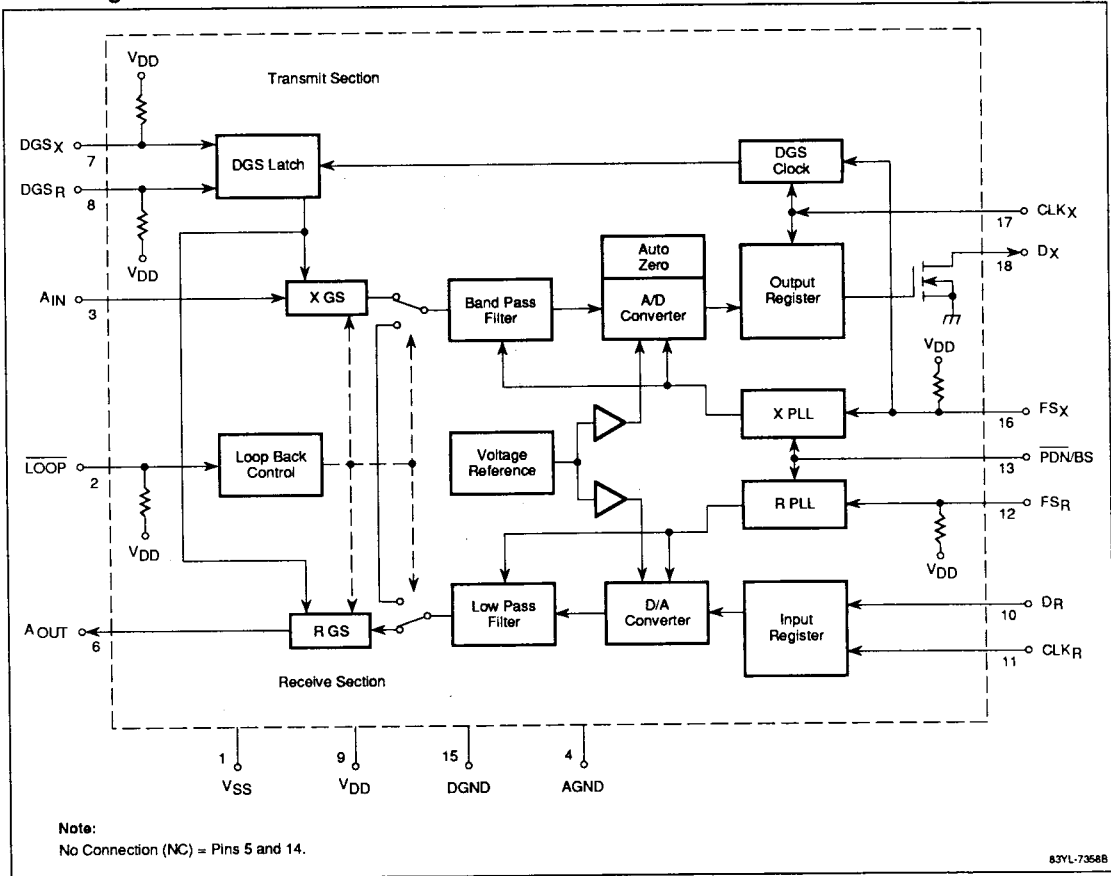 VDD
Transmit Section
DGSX
7
DGS Latch
DGS
Clock
DGSR
8
CLKX
17
VDD
Auto
Zero
DX
18
AIN
3
X GS
Band Pass
Filter
A/D
Converter
Output
Register
VDD
X PLL
FSX
16
LOOP
2
Loop Back
Control
Voltage
Reference
PDN/BS
13
R PLL
FSR
12
VDD
VDD
DR
10
AOUT
6
R GS
Low Pass
Filter
D/A
Converter
Input
Register
CLKR
11
Receive Section
1
VSS
9
VDD
15
DGND
4
AGND
Note:
No Connection (NC) = Pins 5 and 14.
83YL-7358B